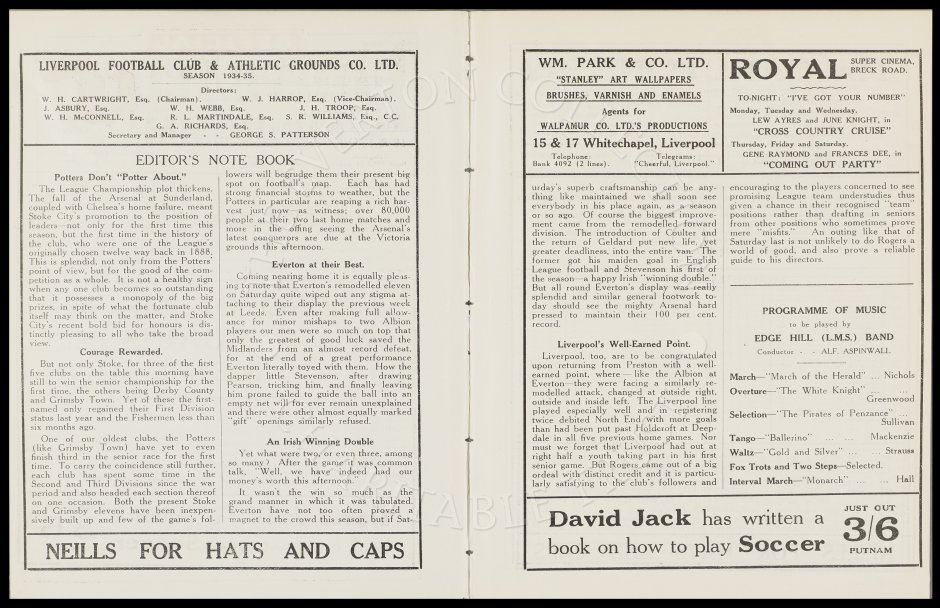 LIVERPOOL FOOTBALL CLUB & ATHLETIC GROUNDS CO. LTD.
SEASON 1934-35.
Directors:
W. H. CARTWRIGHT, Esq. (Chairman). W. J. HARROP, Esq. (Vice-Chairman).
J. ASBURY, Esq. W. H. WEBB, Esq. J. H. TROOP, Esq.
W. H. McCONNELL, Esq. R. L. MARTINDALE, Esq. S. R. WILLIAMS, Esq., C.C.
G. A. RICHARDS, Esq.
Secretary and Manager - - GEORGE S. PATTERSON
EDITOR'S NOTE BOOK
Potters Don't "Potter About."
The League Championship plot thickens.
The fall of the Arsenal at Sunderland,
coupled with Chelsea's home failure, meant
Stoke City's promotion to the position of
leaders—not only for the first time this
season, but the first time in the history of
the club, who were one of the League's
originally chosen twelve way back in 1888.
This is splendid, not only from the Potters'
point of view, but for the good of the com-
petition as a whole. It is not a healthy sign
when any one club becomes so outstanding
that it possesses a monopoly of the big
prizes, in spite of what the fortunate club
itself may think on the matter, and Stoke
City's recent bold bid for honours is dis-
tinctly pleasing to all who take the broad
view.
Courage Rewarded.
But not only Stoke, for three of the first
five clubs on the table this morning have
still to win the senior championship for the
first time, the others being Derby County
and Grimsby Town. Yet of these the first-
named only regained their First Division
status last year and the Fishermen less than
six months ago.
One of our oldest clubs, the Potters
(like Grimsby Town) have yet to even
finish third in the senior race for the first
time. To carry the coincidence still further,
each club has spent some time in the
Second and Third Divisions since the war
period and also headed each section thereof
on one occasion. Both the present Stoke
and Grimsby elevens have been inexpen-
sively built up and few of the game's fol-
lowers will begrudge them their present big
spot on football's map. Each has had
strong financial storms to weather, but the
Potters in particular are reaping a rich har-
vest just now as witness; over 80,000
people at their two last home matches and
more in the offing seeing the Arsenal's
latest conquerors are due at the Victoria
grounds this afternoon.
Everton at their Best.
Coming nearer home it is equally pleas-
ing to note that Everton's remodelled eleven
on Saturday quite wiped out any stigma at-
taching to their display the previous week
at Leeds. Even after making full allow-
ance for minor mishaps to two Albion
players our men were so much on top that
only the greatest of good luck saved the
Midlanders from an almost record defeat,
for at the end of a great performance
Everton literally toyed with them. How the
dapper little Stevenson, after drawing
Pearson, tricking him, and finally leaving
him prone failed to guide the ball into an
empty net will for ever remain unexplained
and there were other almost equally marked
"gift" openings similarly refused.
An Irish Winning Double
Yet what were two, or even three, among
so many? After the game it was common
talk, "Well, we have indeed had our
money's worth this afternoon."
It wasn't the win so much as the
grand manner in which it was tabulated.
Everton have not too often proved a
magnet to the crowd this season, but if Sat-
NEILLS FOR HATS AND CAPS
WM. PARK & CO. LTD.
"STANLEY" ART WALLPAPERS
BRUSHES, VARNISH AND ENAMELS
Agents for
WALPAMUR CO. LTD.'S PRODUCTIONS
15 & 17 Whitechapel, Liverpool
Telephone: Telegrams:
Bank 4092 (2 lines). "Cheerful, Liverpool."
ROYAL SUPER CINEMA,
BRECK ROAD.
TO-NIGHT: "I'VE GOT YOUR NUMBER"
Monday, Tuesday and Wednesday,
LEW AYRES and JUNE KNIGHT, in
"CROSS COUNTRY CRUISE"
Thursday, Friday and Saturday.
GENE RAYMOND and FRANCES DEE, in
"COMING OUT PARTY"
urday's superb craftsmanship can be any-
thing like maintained we shall soon see
everybody in his place again, as a season
or so ago. Of course the biggest improve-
ment came from the remodelled forward
division. The introduction of Coulter and
the return of Geldard put new life, yet
greater deadliness, into the entire van. The
former got his maiden goal in English
League football and Stevenson his first of
the season—a happy Irish "winning double."
But all round Everton's display was really
splendid and similar general footwork to-
day should see the mighty Arsenal hard
pressed to maintain their 100 per cent.
record.
Liverpool's Well-Earned Point.
Liverpool, too, are to be congratulated
upon returning from Preston with a well-
earned point, where—like the Albion at
Everton—they were facing a similarly re-
modelled attack, changed at outside right,
outside and inside left. The Liverpool line
played especially well and in registering
twice debited North End with more goals
than had been put past Holdcroft at Deep-
dale in all five previous home games. Nor
must we forget that Liverpool had out at
right half a youth taking part in his first
senior game. But Rogers came out of a big
ordeal with distinct credit and it is particu-
larly satisfying to the club's followers and
encouraging to the players concerned to see
promising League team understudies thus
given a chance in their recognised "team"
positions rather than drafting in seniors
from other positions who sometimes prove
mere "misfits." An outing like that of
Saturday last is not unlikely to do Rogers a
world of good, and also prove a reliable
guide to his directors.
PROGRAMME OF MUSIC
to be played by
EDGE HILL (L.M.S.) BAND
Conductor - - ALF. ASPINWALL
March—"March of the Herald" .. Nichols
Overture—"The White Knight" ...
Greenwood
Selection—"The Pirates of Penzance" ...
Sullivan
Tango—"Ballerino" ... ... Mackenzie
Waltz—"Gold and Silver" ... ... Strauss
Fox Trots and Two Steps—Selected.
Interval March—"Monarch" ... ... Hall
David Jack has written a
book on how to play Soccer
JUST OUT
3/6
PUTNAM